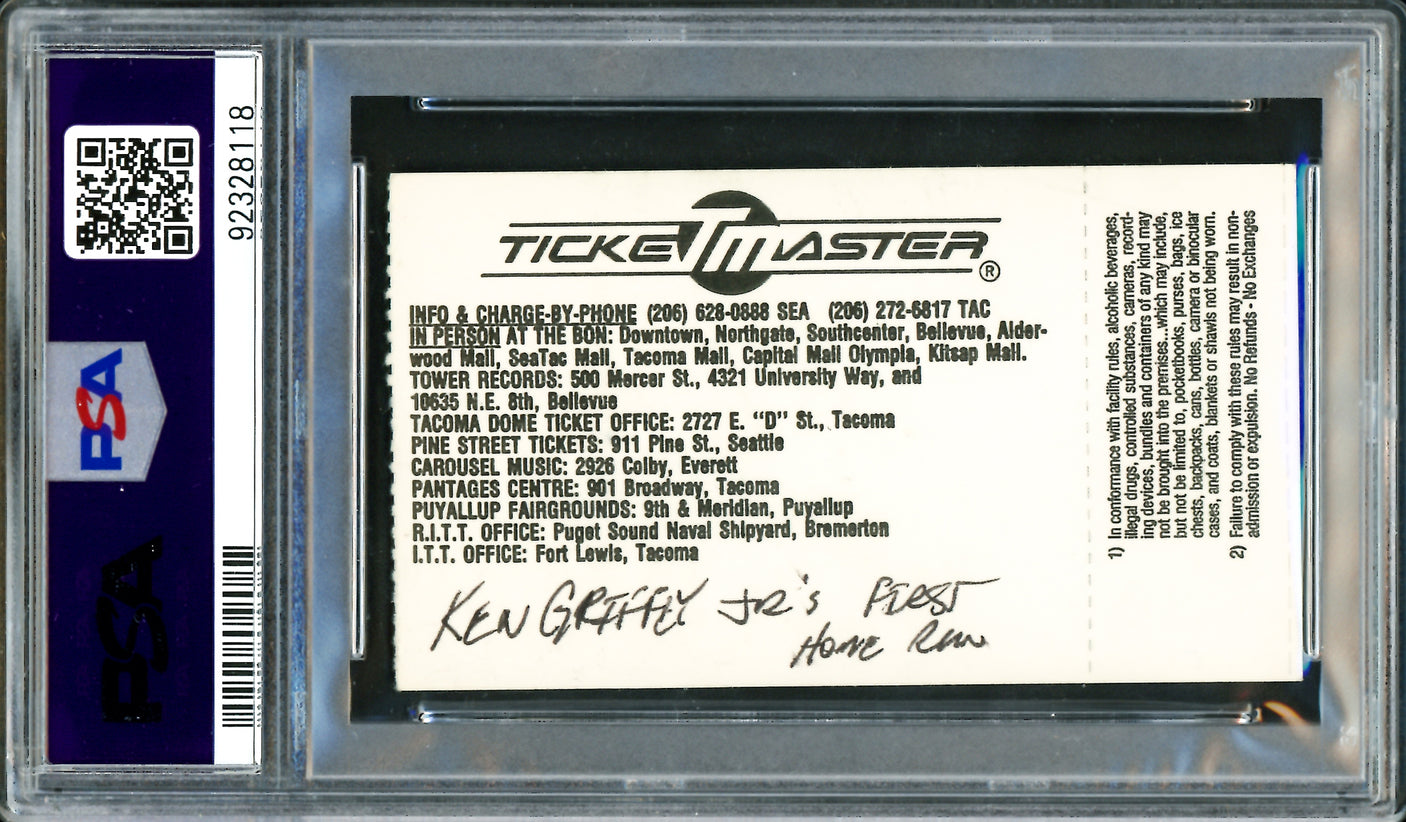 92328118
PSA
PSA
TICKETMASTER®
INFO & CHARGE-BY-PHONE (206) 628-0888 SEA (206) 272-6817 TAC
IN PERSON AT THE BON: Downtown, Northgate, Southcenter, Bellevue, Alder-
wood Mall, SeaTac Mall, Tacoma Mall, Capital Mall Olympia, Kitsap Mall.
TOWER RECORDS: 500 Mercer St., 4321 University Way, and
10635 N.E. 8th, Bellevue
TACOMA DOME TICKET OFFICE: 2727 E. “D” St., Tacoma
PINE STREET TICKETS: 911 Pine St., Seattle
CAROUSEL MUSIC: 2926 Colby, Everett
PANTAGES CENTRE: 901 Broadway, Tacoma
PUYALLUP FAIRGROUNDS: 9th & Meridian, Puyallup
R.I.T.T. OFFICE: Puget Sound Naval Shipyard, Bremerton
I.T.T. OFFICE: Fort Lewis, Tacoma
KEN GRIFFEY JR's FIRST
HOME RUN
1) In conformance with facility rules, alcoholic beverages,
illegal drugs, controlled substances, cameras, record-
ing devices, bundles and containers of any kind may
not be brought into the premises...which may include,
but not be limited to, pocketbooks, purses, bags, ice
chests, backpacks, cans, bottles, camera or binocular
cases, and coats, blankets or shawls not being worn.
2) Failure to comply with these rules may result in non-
admission or expulsion. No Refunds - No Exchanges